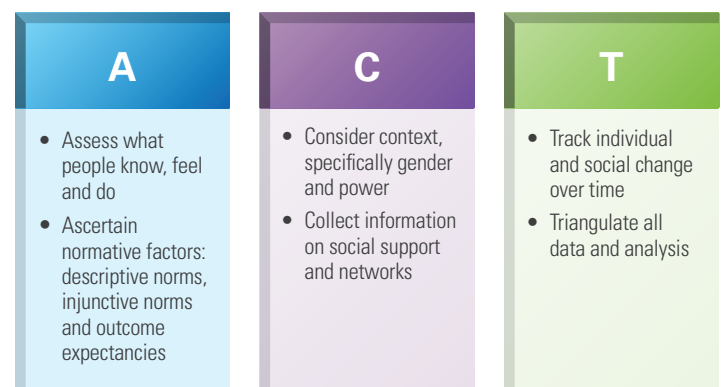 A
• Assess what
people know, feel
and do
• Ascertain
normative factors:
descriptive norms,
injunctive norms
and outcome
expectancies
C
• Consider context,
specifically gender
and power
• Collect information
on social support
and networks
T
• Track individual
and social change
over time
• Triangulate all
data and analysis